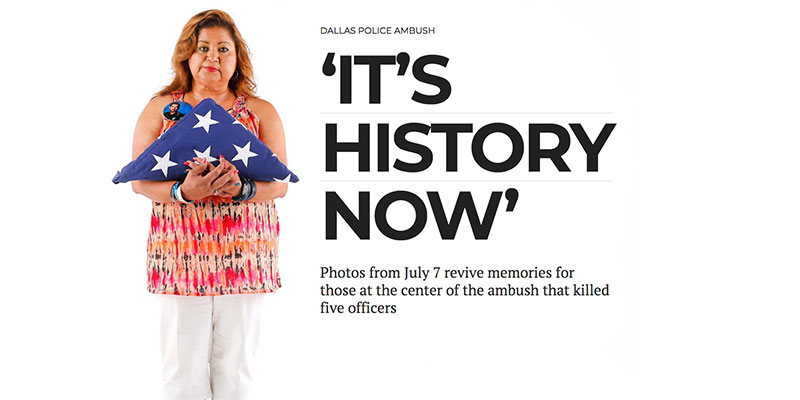 DALLAS POLICE AMBUSH
‘IT’S
HISTORY
NOW’
Photos from July 7 revive memories for
those at the center of the ambush that killed
five officers